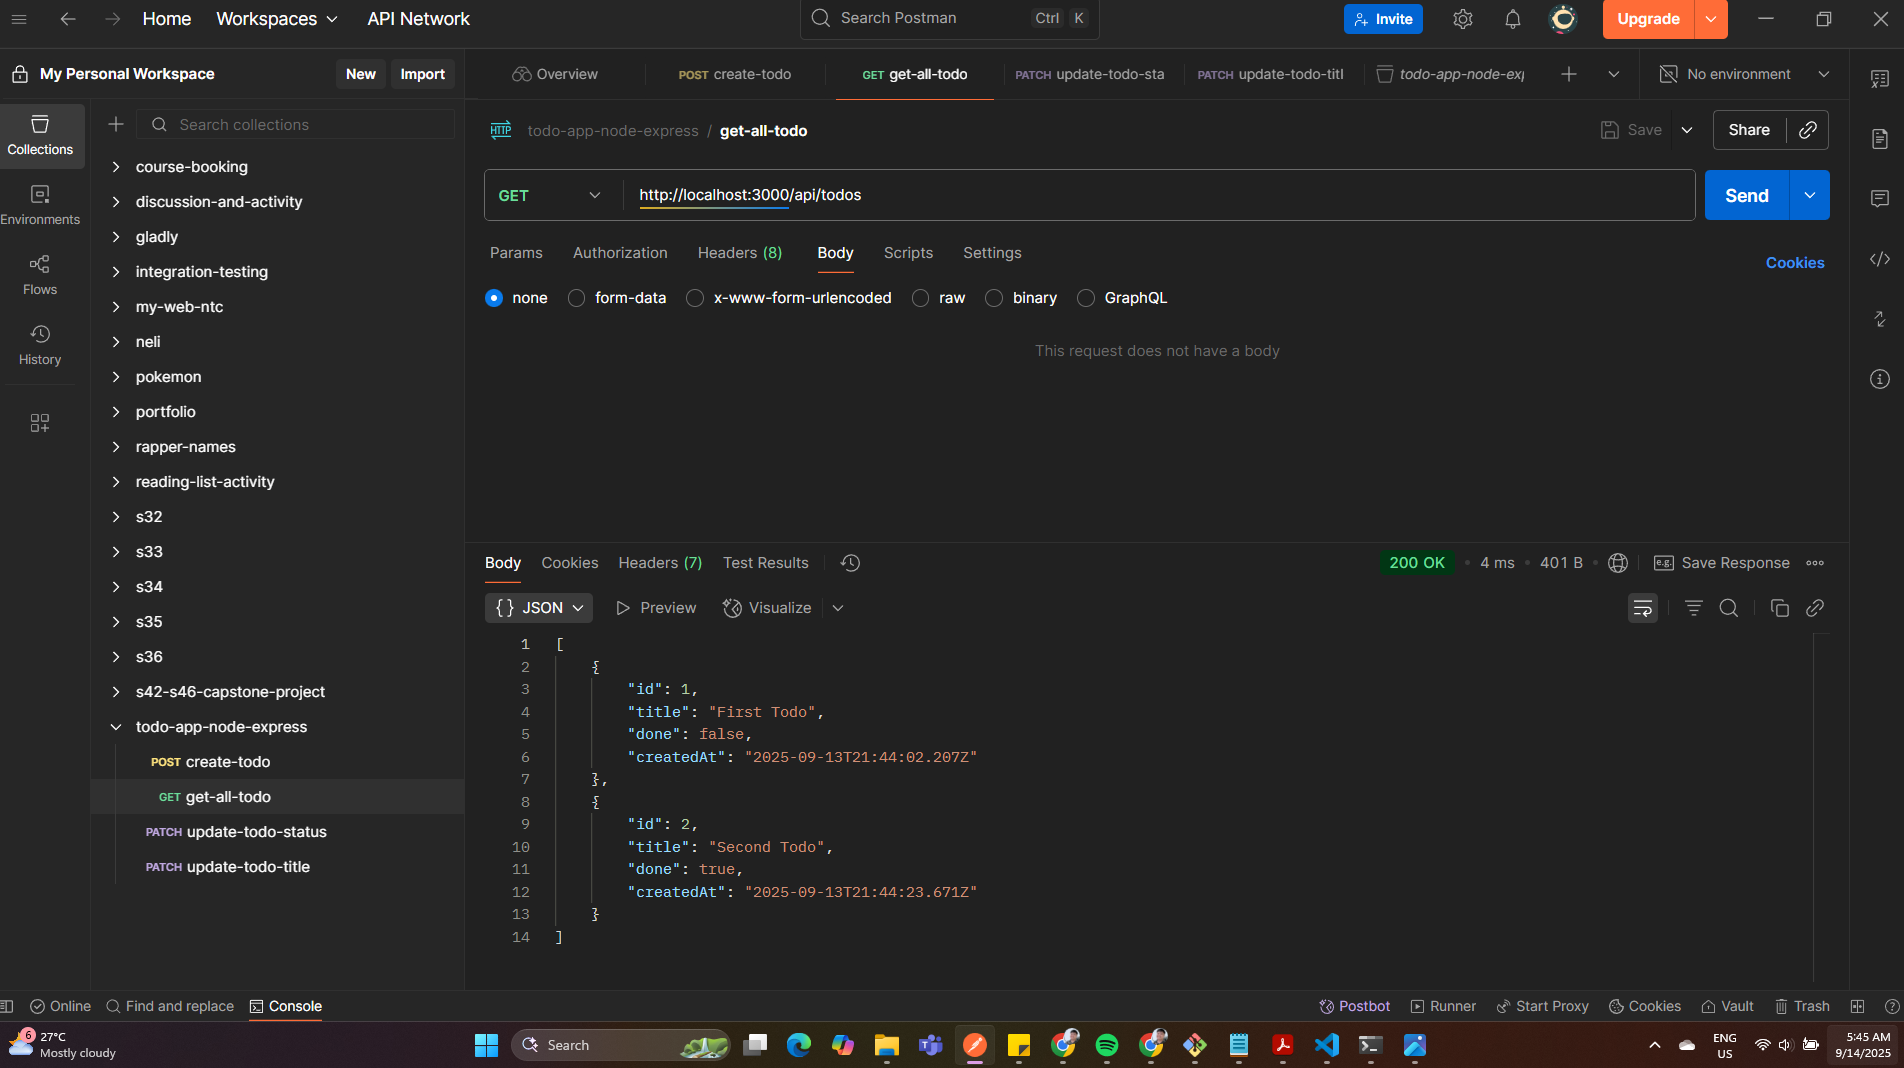 Home Workspaces API Network Search Postman Ctrl K Invite Upgrade
My Personal Workspace New Import Overview POST create-todo GET get-all-todo PATCH update-todo-sta PATCH update-todo-titl todo-app-node-exp No environment
Search collections
Collections
Environments
Flows
History
course-booking
discussion-and-activity
gladly
integration-testing
my-web-ntc
neli
pokemon
portfolio
rapper-names
reading-list-activity
s32
s33
s34
s35
s36
s42-s46-capstone-project
todo-app-node-express
POST create-todo
GET get-all-todo
PATCH update-todo-status
PATCH update-todo-title
HTTP todo-app-node-express / get-all-todo Save Share
GET http://localhost:3000/api/todos Send
Params Authorization Headers (8) Body Scripts Settings Cookies
none form-data x-www-form-urlencoded raw binary GraphQL
This request does not have a body
Body Cookies Headers (7) Test Results 200 OK • 4 ms • 401 B • e.g. Save Response
{} JSON Preview Visualize
1 [
2 {
3 "id": 1,
4 "title": "First Todo",
5 "done": false,
6 "createdAt": "2025-09-13T21:44:02.207Z"
7 },
8 {
9 "id": 2,
10 "title": "Second Todo",
11 "done": true,
12 "createdAt": "2025-09-13T21:44:23.671Z"
13 }
14 ]
Online Find and replace Console Postbot Runner Start Proxy Cookies Vault Trash
6 27°C
Mostly cloudy
Search
ENG
US
5:45 AM
9/14/2025